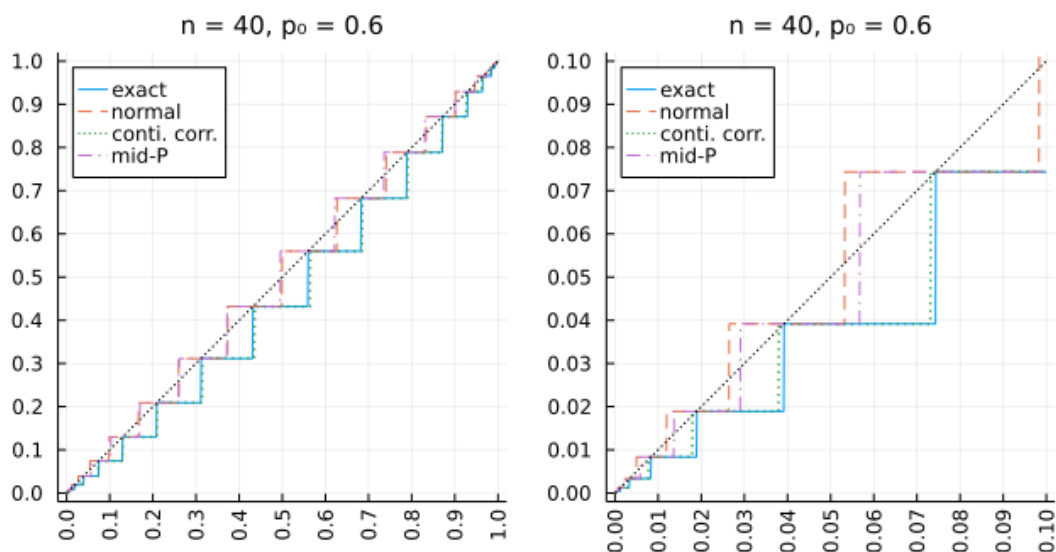 n = 40, p₀ = 0.6
1.0
0.9
0.8
0.7
0.6
0.5
0.4
0.3
0.2
0.1
0.0
exact
normal
conti. corr.
mid-P
0.0 0.1 0.2 0.3 0.4 0.5 0.6 0.7 0.8 0.9 1.0
n = 40, p₀ = 0.6
0.10
0.09
0.08
0.07
0.06
0.05
0.04
0.03
0.02
0.01
0.00
exact
normal
conti. corr.
mid-P
0.00 0.01 0.02 0.03 0.04 0.05 0.06 0.07 0.08 0.09 0.10